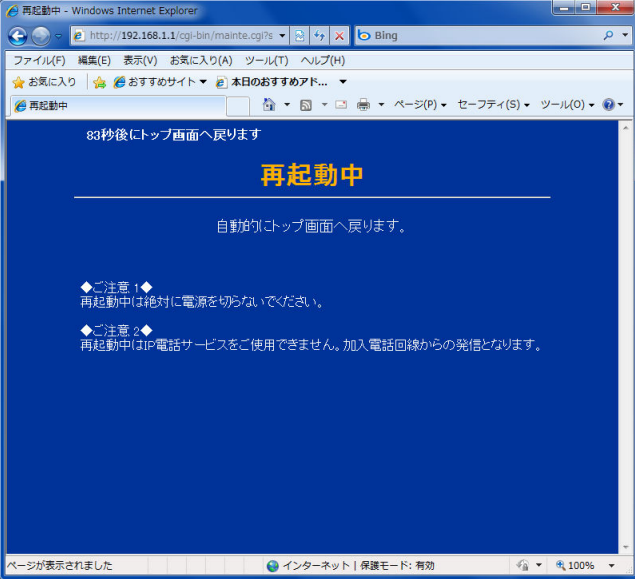 再起動中 - Windows Internet Explorer
http://192.168.1.1/cgi-bin/mainte.cgi?s
Bing
ファイル(F) 編集(E) 表示(V) お気に入り(A) ツール(T) ヘルプ(H)
お気に入り おすすめサイト ▼ 本日のおすすめアド... ▼
再起動中 ページ(P) ▼ セーフティ(S) ▼ ツール(O) ▼
83秒後にトップ画面へ戻ります
再起動中
自動的にトップ画面へ戻ります。
◆ご注意 1◆
再起動中は絶対に電源を切らないでください。
◆ご注意 2◆
再起動中はIP電話サービスをご使用できません。加入電話回線からの発信となります。
ページが表示されました インターネット | 保護モード: 有効 100% ▼